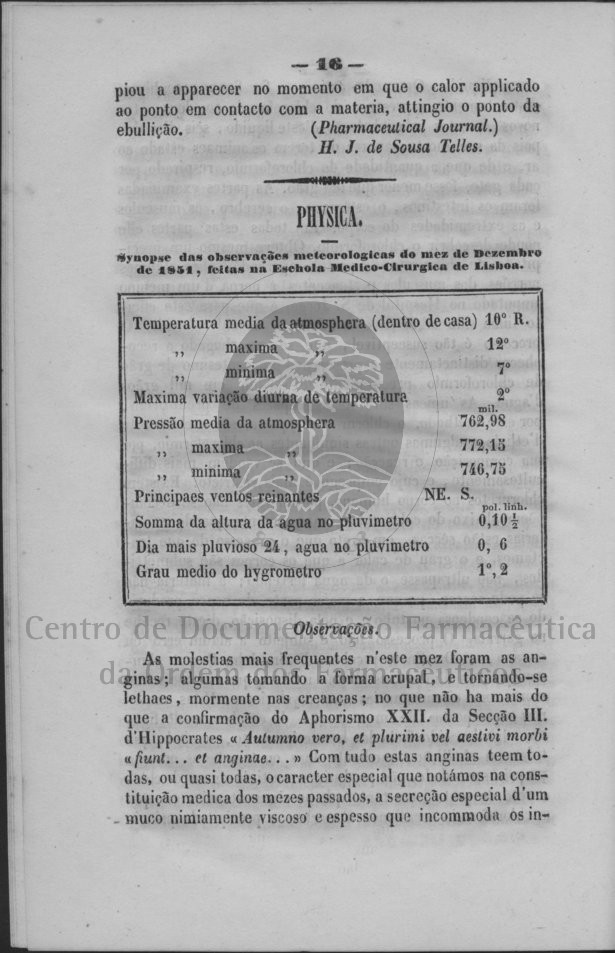 — 16 —
piou a apparecer no momento em que o calor applicado
ao ponto em contacto com a materia, attingio o ponto da
ebullição. (Pharmaceutical Journal.)
H. J. de Sousa Telles.
PHYSICA.
Synopse das observações meteorologicas do mez de Dezembro
de 1851, feitas na Eschola Medico-Cirurgica de Lisboa.
Temperatura media da atmosphera (dentro de casa) 10° R.
,, maxima ,, 12°
,, minima ,, 7°
Maxima variação diurna de temperatura 2°
mil.
Pressão media da atmosphera 762,98
,, maxima ,, 772,15
,, minima ,, 746,75
Principaes ventos reinantes NE. S.
pol. linh.
Somma da altura da agua no pluvimetro 0,10 ½
Dia mais pluvioso 24, agua no pluvimetro 0, 6
Grau medio do hygrometro 1°, 2
Observações.
Centro de Documentação Farmacêutica
da Ordem dos Farmacêuticos
As molestias mais frequentes n'este mez foram as an-
ginas; algumas tomando a forma crupal, e tornando-se
lethaes, mormente nas creanças; no que não ha mais do
que a confirmação do Aphorismo XXII. da Secção III.
d'Hippocrates « Autumno vero, et plurimi vel aestivi morbi
« fiunt... et anginae... » Com tudo estas anginas teem to-
das, ou quasi todas, o caracter especial que notámos na cons-
tituição medica dos mezes passados, a secreção especial d'um
muco nimiamente viscoso e espesso que incommoda os in-